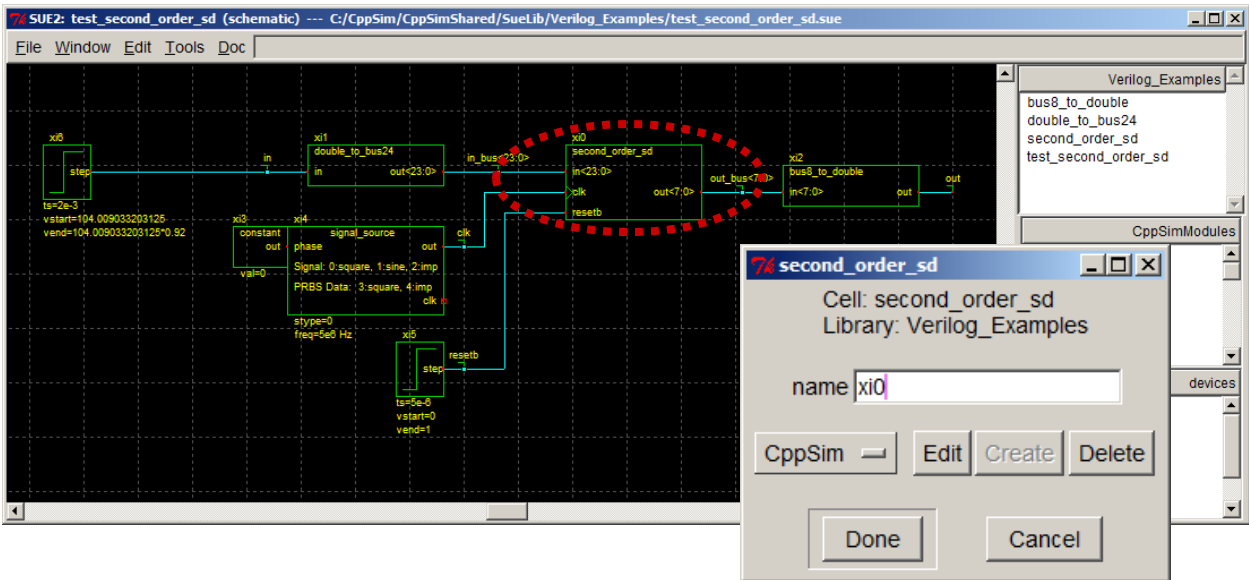 SUE2: test_second_order_sd (schematic) --- C:/CppSim/CppSimShared/SueLib/Verilog_Examples/test_second_order_sd.sue
File Window Edit Tools Doc
Verilog_Examples
bus8_to_double
double_to_bus24
second_order_sd
test_second_order_sd
CppSimModules
devices
xi6
step
ts=2e-3
vstart=104.009033203125
vend=104.009033203125*0.92
in
xi1
double_to_bus24
in out<23:0>
in_bus<23:0>
xi0
second_order_sd
in<23:0>
clk out<7:0>
resetb
out_bus<7:0>
xi2
bus8_to_double
in<7:0> out
out
xi3
constant
out
val=0
xi4
signal_source
phase out
Signal: 0:square, 1:sine, 2:imp
PRBS Data: 3:square, 4:imp
clk
stype=0
freq=5e6 Hz
clk
xi5
step
ts=5e-6
vstart=0
vend=1
resetb
second_order_sd
Cell: second_order_sd
Library: Verilog_Examples
name xi0
CppSim Edit Create Delete
Done Cancel